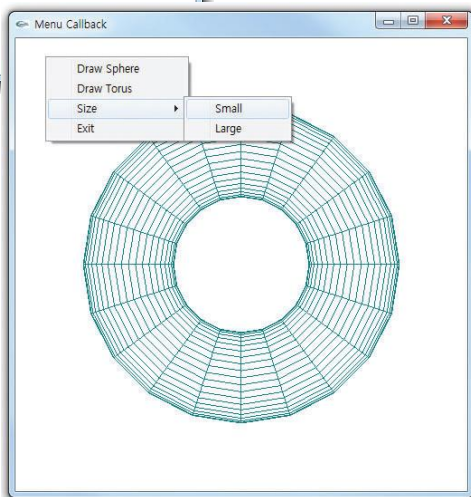 Menu Callback
Draw Sphere
Draw Torus
Size
Small
Exit
Large